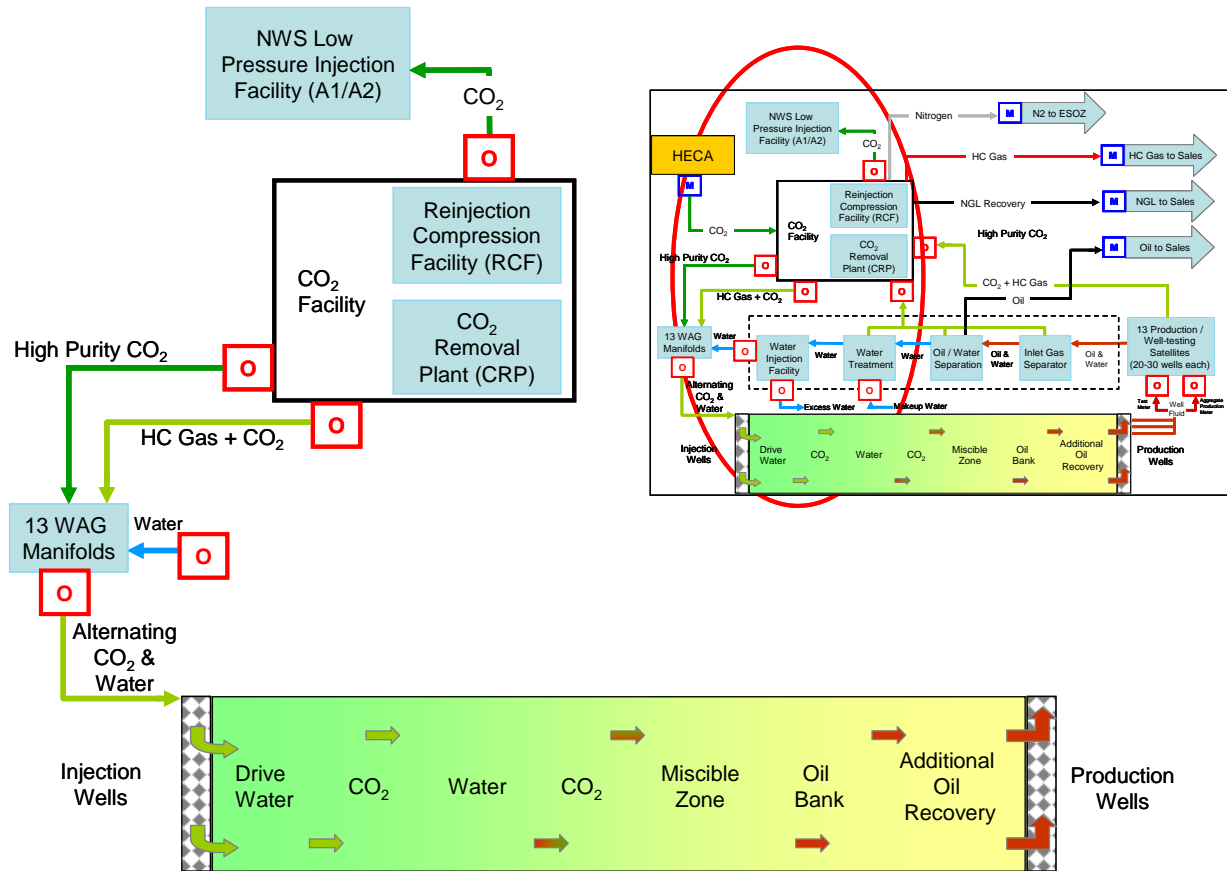 NWS Low
Pressure Injection
Facility (A1/A2)
CO2
O
Reinjection
Compression
Facility (RCF)
CO2
Facility
CO2
Removal
Plant (CRP)
High Purity CO2
O
O
HC Gas + CO2
13 WAG
Manifolds
Water
O
O
Alternating
CO2 &
Water
Injection
Wells
Drive
Water
CO2
Water
CO2
Miscible
Zone
Oil
Bank
Additional
Oil
Recovery
Production
Wells
NWS Low
Pressure Injection
Facility (A1/A2)
CO2
O
Nitrogen
M
N2 to ESOZ
HECA
M
CO2
HC Gas
M
HC Gas to Sales
Reinjection
Compression
Facility (RCF)
CO2
Facility
CO2
Removal
Plant (CRP)
NGL Recovery
M
NGL to Sales
High Purity CO2
O
M
Oil to Sales
High Purity CO2
O
HC Gas + CO2
O
O
CO2 + HC Gas
Oil
13 WAG
Manifolds
Water
O
O
Water
Injection
Facility
Water
Water
Treatment
Water
Oil / Water
Separation
Oil
& Water
Inlet Gas
Separator
Oil &
Water
13 Production /
Well-testing
Satellites
(20-30 wells each)
O
Excess Water
O
Makeup Water
O
O
Test
Meter
Well
Fluid
Aggregate
Production
Meter
Alternating
CO2 &
Water
Injection
Wells
Drive
Water
CO2
Water
CO2
Miscible
Zone
Oil
Bank
Additional
Oil
Recovery
Production
Wells